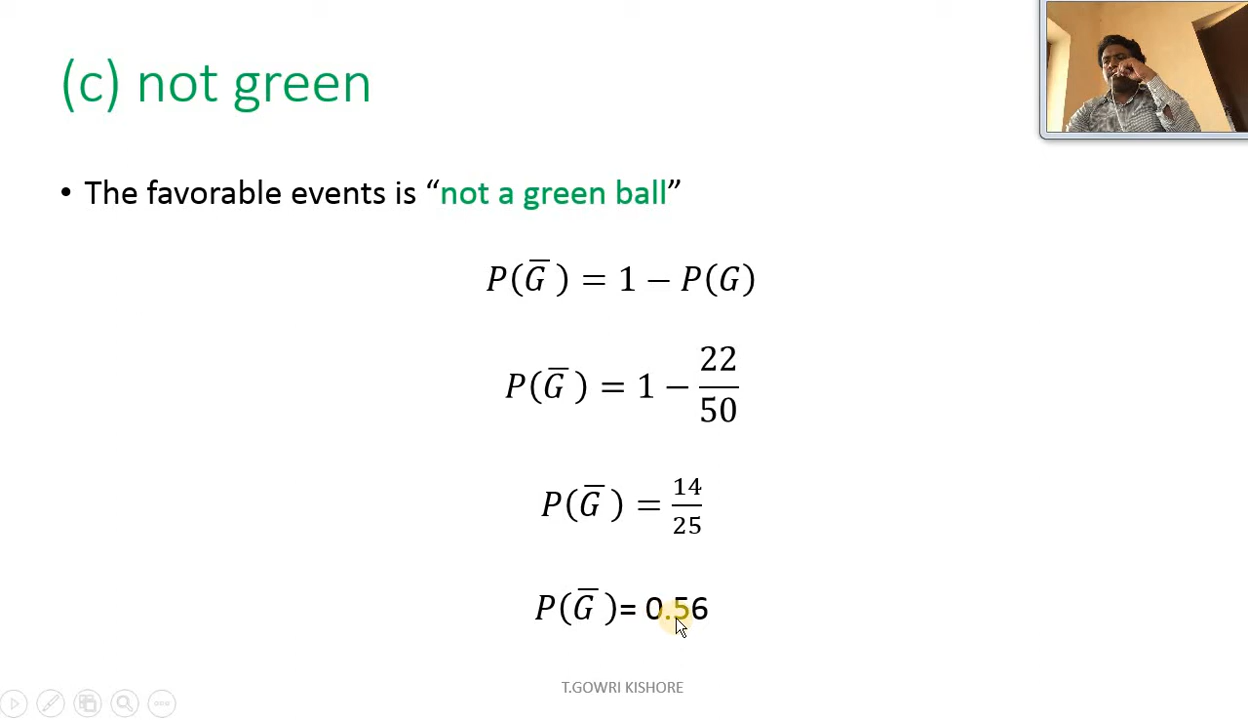 (c) not green
• The favorable events is “not a green ball”
P(G̅) = 1 − P(G)
P(G̅) = 1 − 22/50
P(G̅) = 14/25
P(G̅)= 0.56
T.GOWRI KISHORE